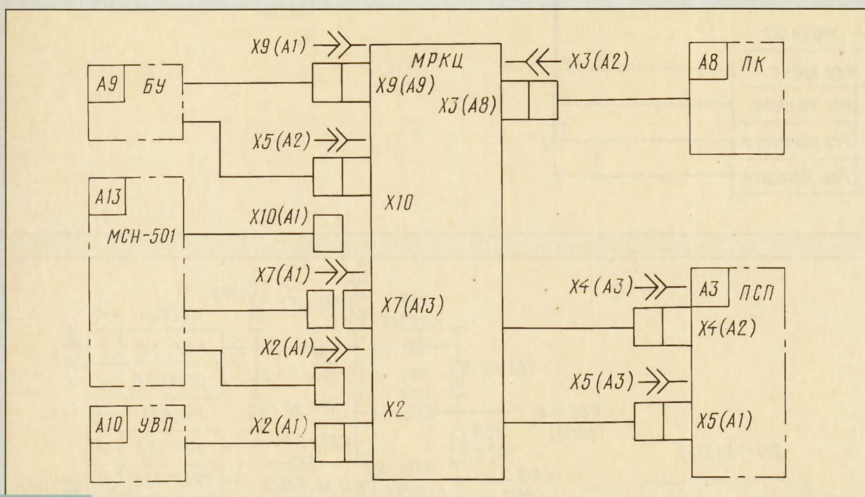 X9(A1)
МРКЦ
X3(A2)
A9 БУ
X9(A9)
X3(A8)
A8 ПК
X5(A2)
A13
МСН-501
X10
X10(A1)
X7(A1)
X7(A13)
X4(A3)
A3 ПСП
X4(A2)
X2(A1)
X5(A3)
A10 УВП
X2(A1)
X2
X5(A1)